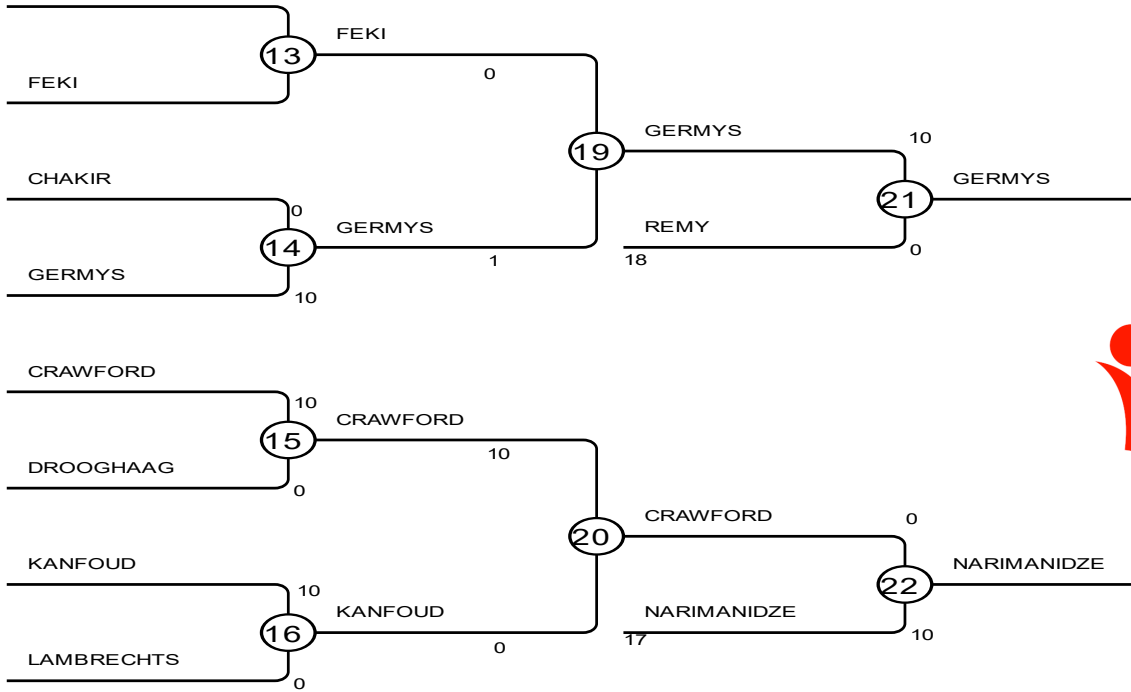 FEKI
13
0
FEKI
GERMYS
10
19
CHAKIR
GERMYS
0
21
14
GERMYS
REMY
0
1
18
GERMYS
10
CRAWFORD
10
CRAWFORD
15
10
DROOGHAAG
0
CRAWFORD
0
20
KANFOUD
NARIMANIDZE
10
22
KANFOUD
NARIMANIDZE
16
17
10
0
LAMBRECHTS
0